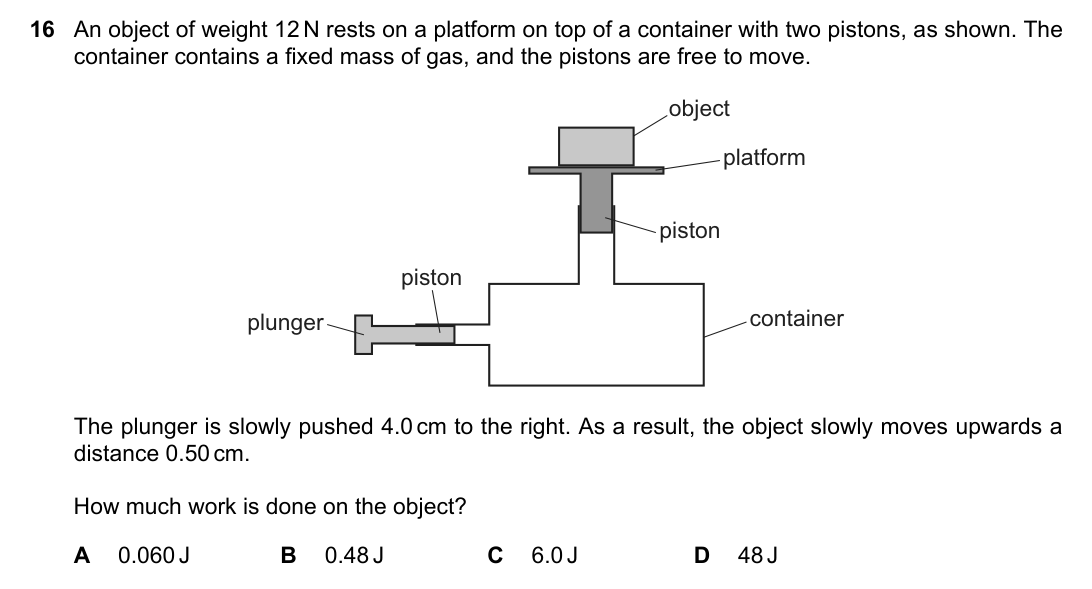 16 An object of weight 12 N rests on a platform on top of a container with two pistons, as shown. The
container contains a fixed mass of gas, and the pistons are free to move.
object
platform
piston
piston
plunger
container
The plunger is slowly pushed 4.0 cm to the right. As a result, the object slowly moves upwards a
distance 0.50 cm.
How much work is done on the object?
A 0.060 J B 0.48 J C 6.0 J D 48 J